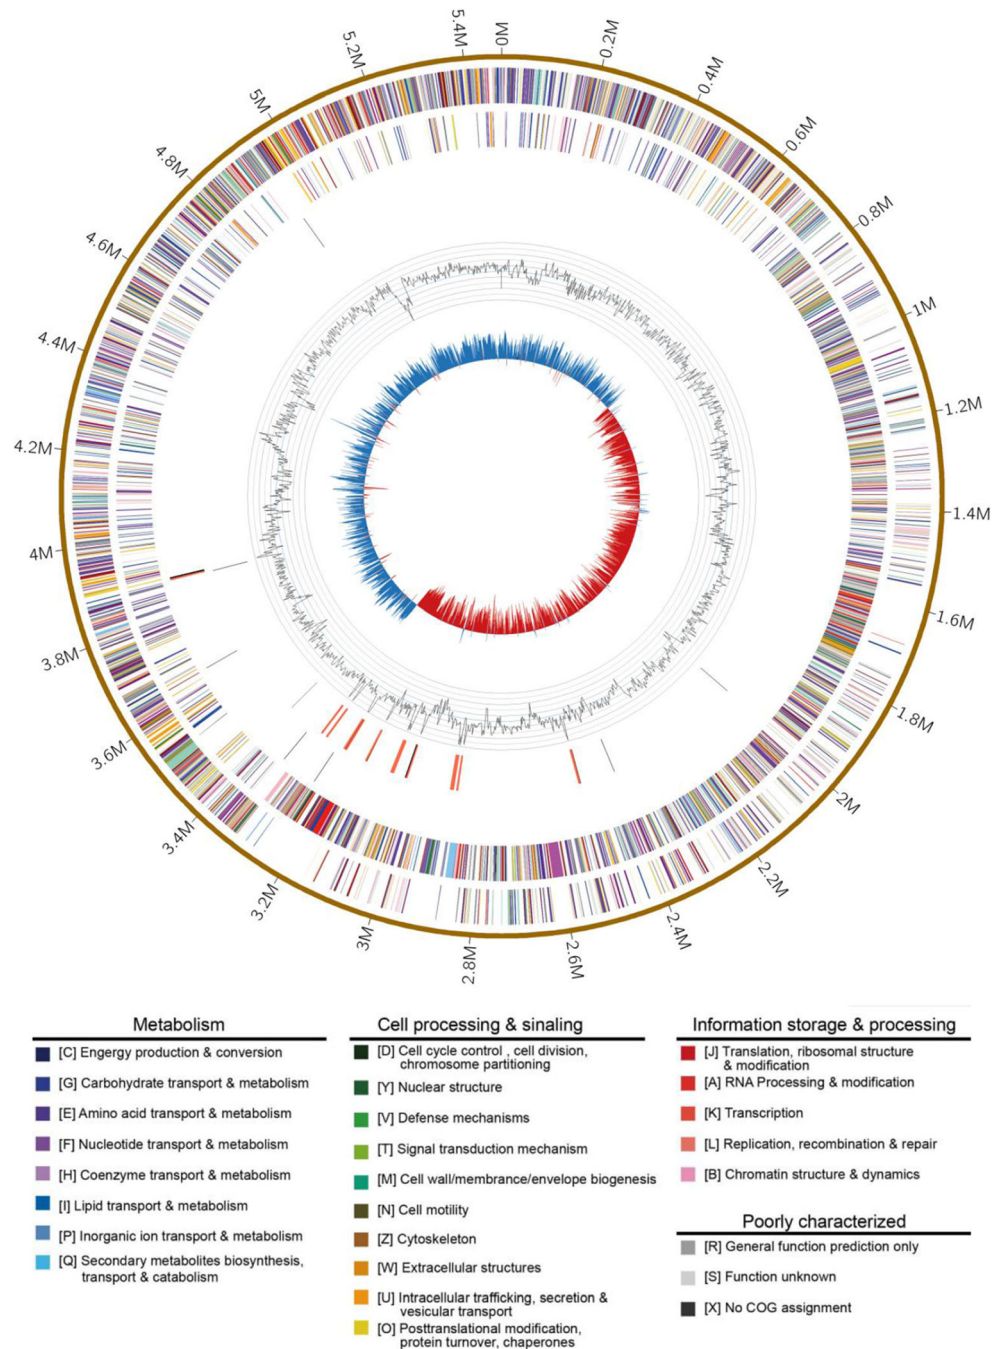 0M
0.2M
0.4M
0.6M
0.8M
1M
1.2M
1.4M
1.6M
1.8M
2M
2.2M
2.4M
2.6M
2.8M
3M
3.2M
3.4M
3.6M
3.8M
4M
4.2M
4.4M
4.6M
4.8M
5M
5.2M
5.4M
Metabolism
[C] Engergy production & conversion
[G] Carbohydrate transport & metabolism
[E] Amino acid transport & metabolism
[F] Nucleotide transport & metabolism
[H] Coenzyme transport & metabolism
[I] Lipid transport & metabolism
[P] Inorganic ion transport & metabolism
[Q] Secondary metabolites biosynthesis,
transport & catabolism
Cell processing & sinaling
[D] Cell cycle control , cell division,
chromosome partitioning
[Y] Nuclear structure
[V] Defense mechanisms
[T] Signal transduction mechanism
[M] Cell wall/membrance/envelope biogenesis
[N] Cell motility
[Z] Cytoskeleton
[W] Extracellular structures
[U] Intracellular trafficking, secretion &
vesicular transport
[O] Posttranslational modification,
protein turnover, chaperones
Information storage & processing
[J] Translation, ribosomal structure
& modification
[A] RNA Processing & modification
[K] Transcription
[L] Replication, recombination & repair
[B] Chromatin structure & dynamics
Poorly characterized
[R] General function prediction only
[S] Function unknown
[X] No COG assignment